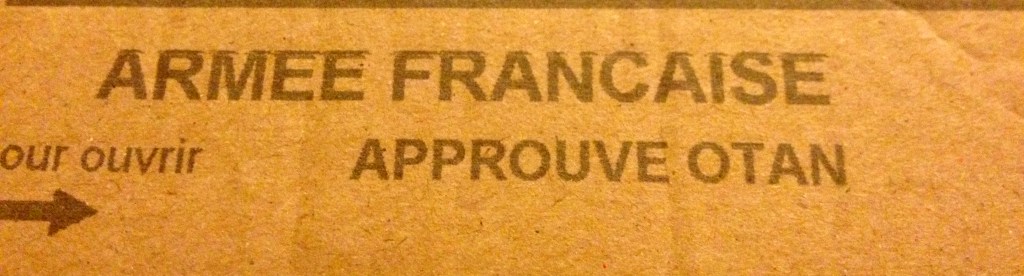 ARMEE FRANCAISE
our ouvrir APPROUVE OTAN